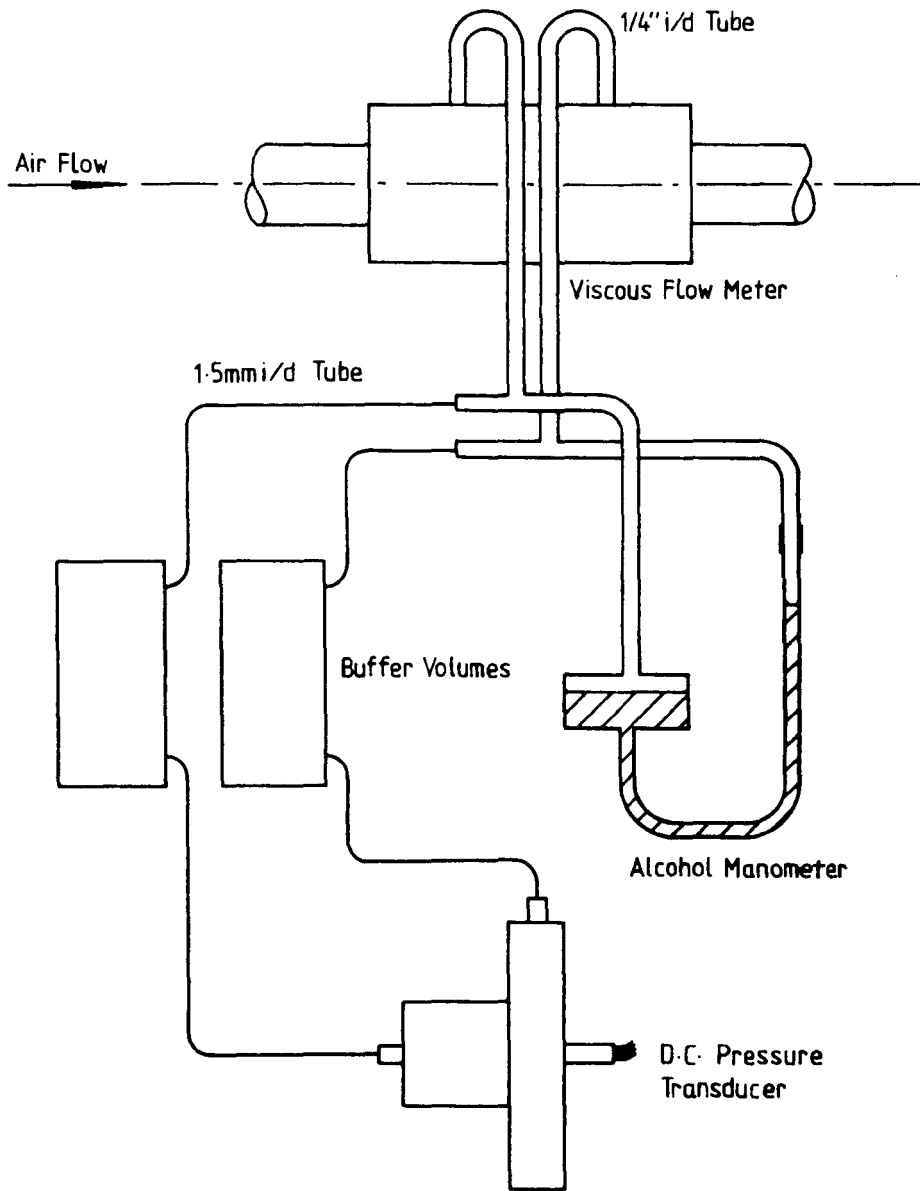 1/4" i/d Tube
Air Flow
Viscous Flow Meter
1·5mm i/d Tube
Buffer Volumes
Alcohol Manometer
D.C. Pressure
Transducer